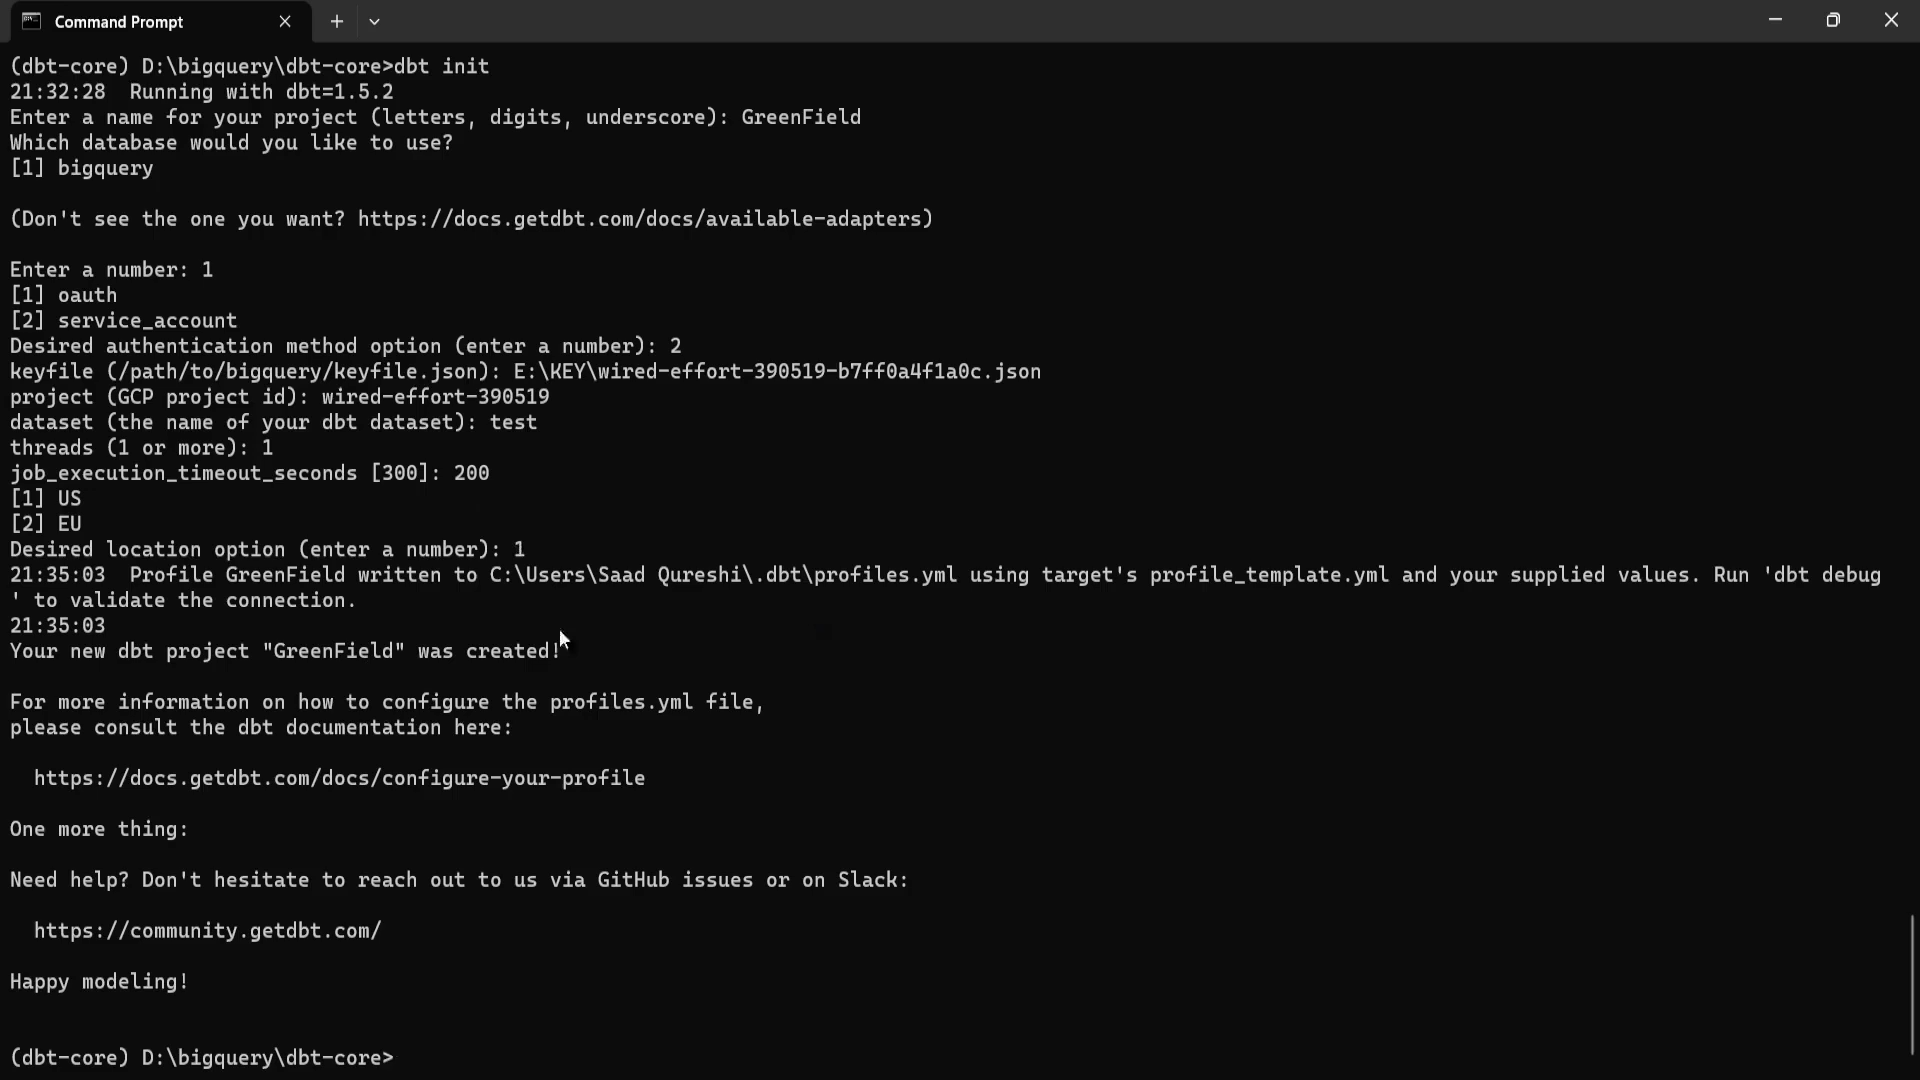 Command Prompt
(dbt-core) D:\bigquery\dbt-core>dbt init
21:32:28  Running with dbt=1.5.2
Enter a name for your project (letters, digits, underscore): GreenField
Which database would you like to use?
[1] bigquery
(Don't see the one you want? https://docs.getdbt.com/docs/available-adapters)
Enter a number: 1
[1] oauth
[2] service_account
Desired authentication method option (enter a number): 2
keyfile (/path/to/bigquery/keyfile.json): E:\KEY\wired-effort-390519-b7ff0a4f1a0c.json
project (GCP project id): wired-effort-390519
dataset (the name of your dbt dataset): test
threads (1 or more): 1
job_execution_timeout_seconds [300]: 200
[1] US
[2] EU
Desired location option (enter a number): 1
21:35:03  Profile GreenField written to C:\Users\Saad Qureshi\.dbt\profiles.yml using target's profile_template.yml and your supplied values. Run 'dbt debug
' to validate the connection.
21:35:03
Your new dbt project "GreenField" was created!
For more information on how to configure the profiles.yml file,
please consult the dbt documentation here:
https://docs.getdbt.com/docs/configure-your-profile
One more thing:
Need help? Don't hesitate to reach out to us via GitHub issues or on Slack:
https://community.getdbt.com/
Happy modeling!
(dbt-core) D:\bigquery\dbt-core>